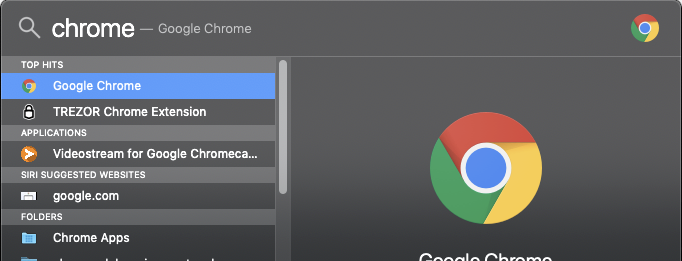 chrome — Google Chrome
TOP HITS
Google Chrome
TREZOR Chrome Extension
APPLICATIONS
Videostream for Google Chromeca...
SIRI SUGGESTED WEBSITES
google.com
FOLDERS
Chrome Apps
Google Chrome